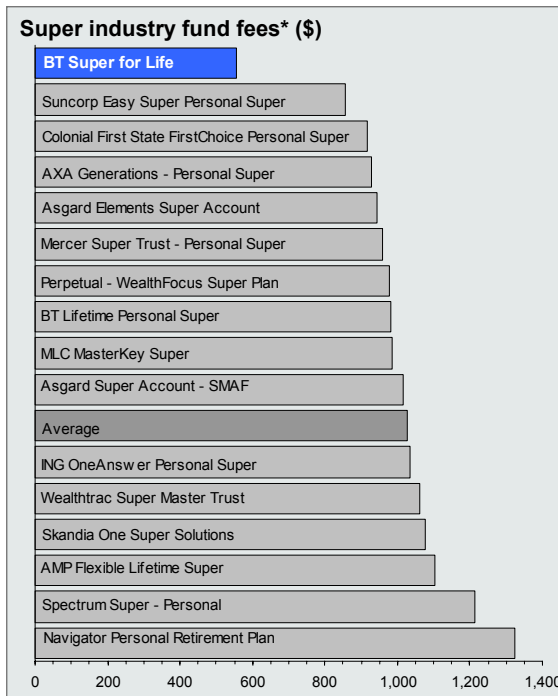 Super industry fund fees* ($)
BT Super for Life
Suncorp Easy Super Personal Super
Colonial First State FirstChoice Personal Super
AXA Generations - Personal Super
Asgard Elements Super Account
Mercer Super Trust - Personal Super
Perpetual - WealthFocus Super Plan
BT Lifetime Personal Super
MLC MasterKey Super
Asgard Super Account - SMAF
Average
ING OneAnswer Personal Super
Wealthtrac Super Master Trust
Skandia One Super Solutions
AMP Flexible Lifetime Super
Spectrum Super - Personal
Navigator Personal Retirement Plan
0 200 400 600 800 1,000 1,200 1,400